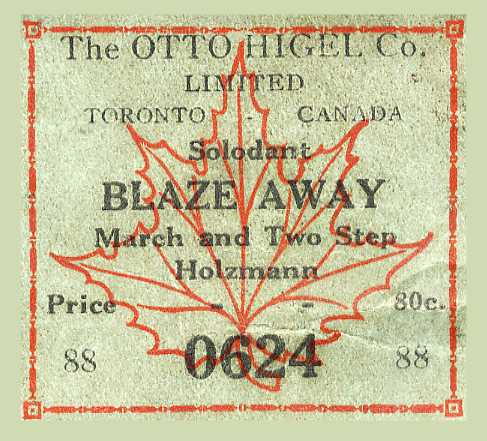 The OTTO HIGEL Co.
LIMITED
TORONTO - CANADA
Solodant
BLAZE AWAY
March and Two Step
Holzmann
Price - - 80c.
88 0624 88